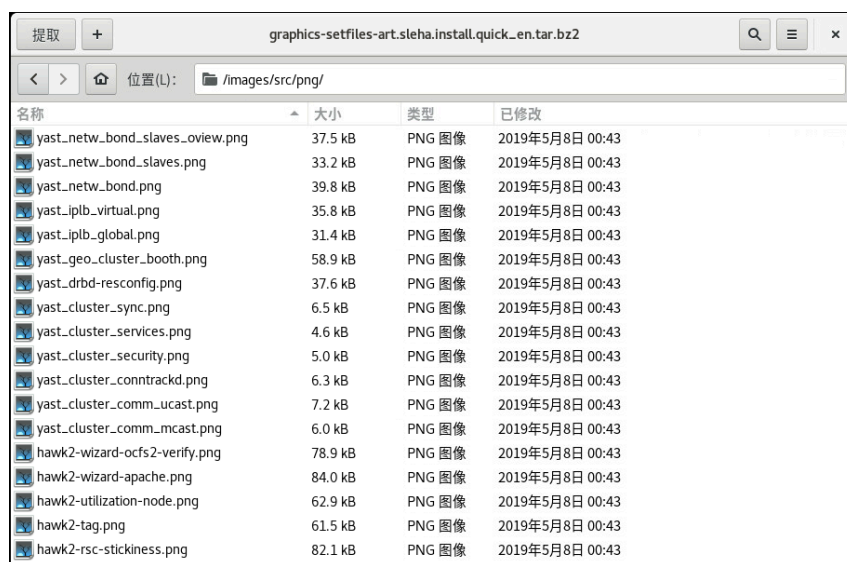 提取 + graphics-setfiles-art.sleha.install.quick_en.tar.bz2
位置(L): /images/src/png/
名称 大小 类型 已修改
yast_netw_bond_slaves_oview.png 37.5 kB PNG 图像 2019年5月8日 00:43
yast_netw_bond_slaves.png 33.2 kB PNG 图像 2019年5月8日 00:43
yast_netw_bond.png 39.8 kB PNG 图像 2019年5月8日 00:43
yast_iplb_virtual.png 35.8 kB PNG 图像 2019年5月8日 00:43
yast_iplb_global.png 31.4 kB PNG 图像 2019年5月8日 00:43
yast_geo_cluster_booth.png 58.9 kB PNG 图像 2019年5月8日 00:43
yast_drbd-resconfig.png 37.6 kB PNG 图像 2019年5月8日 00:43
yast_cluster_sync.png 6.5 kB PNG 图像 2019年5月8日 00:43
yast_cluster_services.png 4.6 kB PNG 图像 2019年5月8日 00:43
yast_cluster_security.png 5.0 kB PNG 图像 2019年5月8日 00:43
yast_cluster_conntrackd.png 6.3 kB PNG 图像 2019年5月8日 00:43
yast_cluster_comm_ucast.png 7.2 kB PNG 图像 2019年5月8日 00:43
yast_cluster_comm_mcast.png 6.0 kB PNG 图像 2019年5月8日 00:43
hawk2-wizard-ocfs2-verify.png 78.9 kB PNG 图像 2019年5月8日 00:43
hawk2-wizard-apache.png 84.0 kB PNG 图像 2019年5月8日 00:43
hawk2-utilization-node.png 62.9 kB PNG 图像 2019年5月8日 00:43
hawk2-tag.png 61.5 kB PNG 图像 2019年5月8日 00:43
hawk2-rsc-stickiness.png 82.1 kB PNG 图像 2019年5月8日 00:43